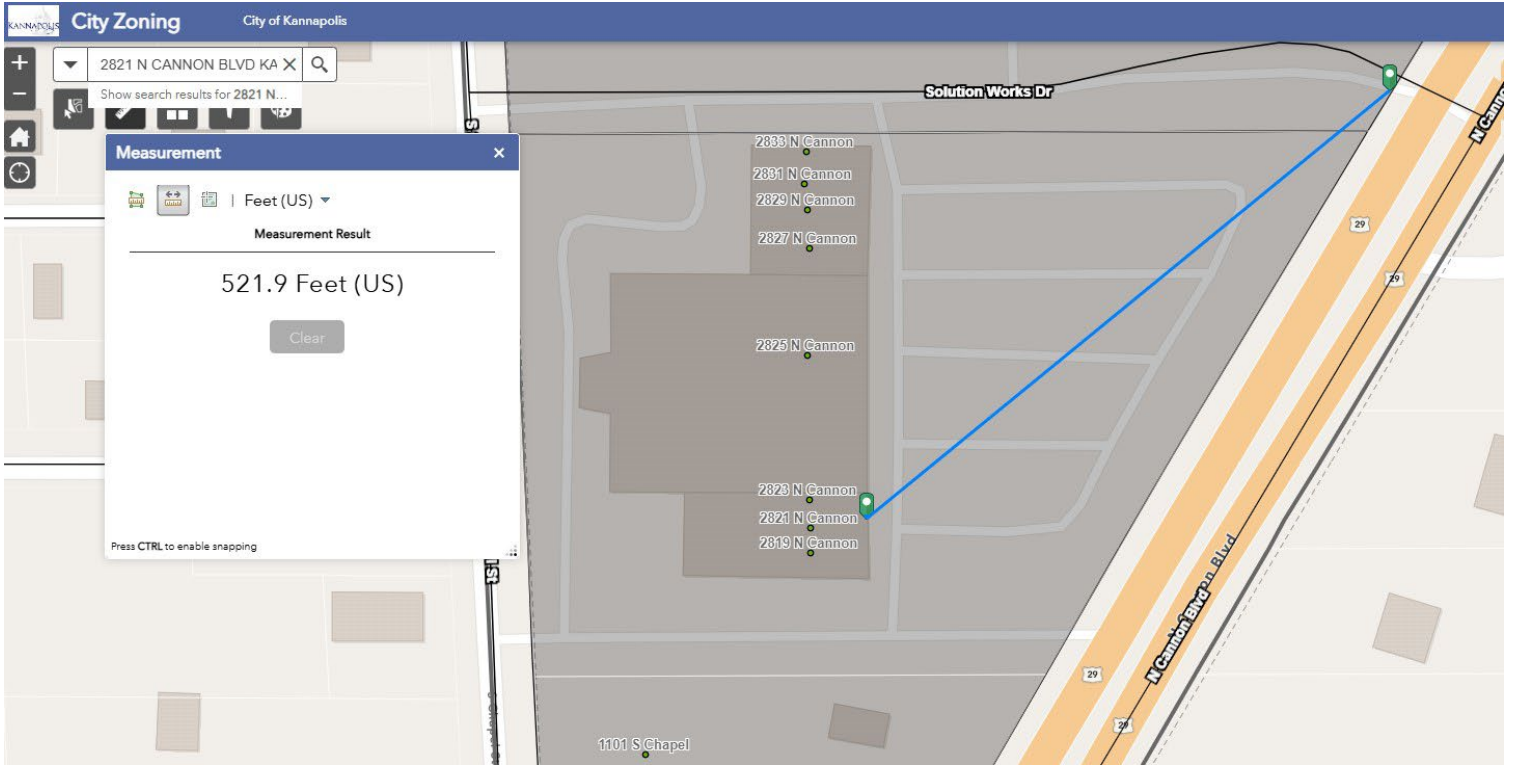 KANNAPOLIS
City Zoning
City of Kannapolis
2821 N CANNON BLVD KA
Show search results for 2821 N...
Measurement
Feet (US)
Measurement Result
521.9 Feet (US)
Clear
Press CTRL to enable snapping
Solution Works Dr
2833 N Cannon
2831 N Cannon
2829 N Cannon
2827 N Cannon
2825 N Cannon
2823 N Cannon
2821 N Cannon
2819 N Cannon
1101 S Chapel
29
29
29
29
N Cannon Blvd